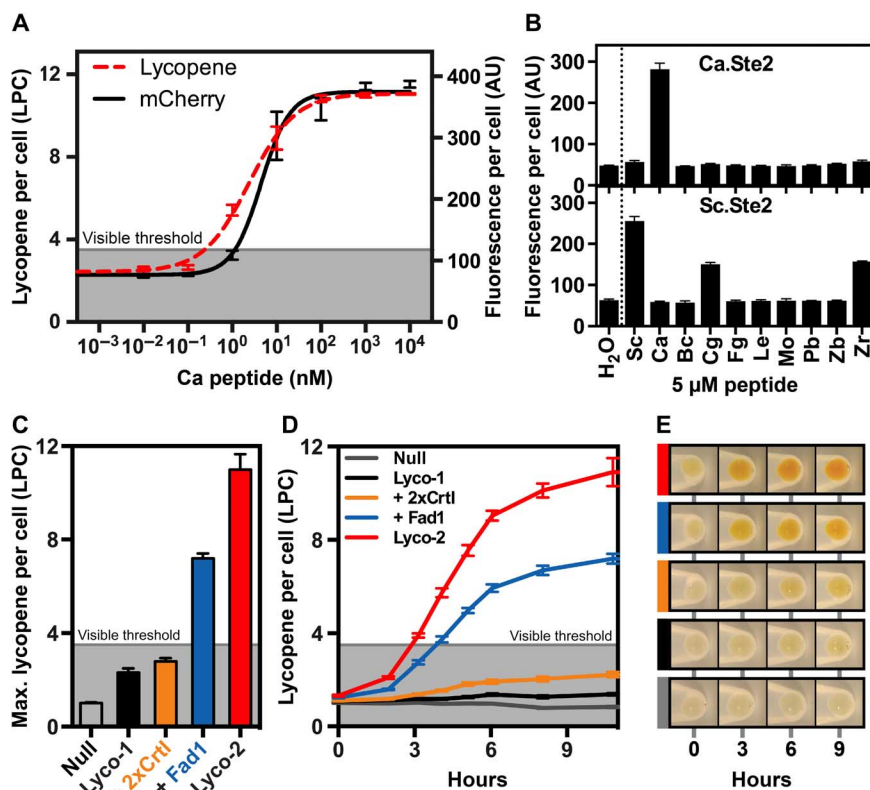 A
Lycopene per cell (LPC)
12
8
4
0
Lycopene
mCherry
Visible threshold
400
300
200
100
0
Fluorescence per cell (AU)
10⁻³ 10⁻² 10⁻¹ 10⁰ 10¹ 10² 10³ 10⁴
Ca peptide (nM)
B
Fluorescence per cell (AU)
Ca.Ste2
300
200
100
0
Sc.Ste2
300
200
100
0
H₂O Sc Ca Bc Cg Fg Le Mo Pb Zb Zr
5 µM peptide
C
Max. lycopene per cell (LPC)
12
8
4
0
Visible threshold
Null
Lyco-1
2xCrtI
+ Fad1
Lyco-2
D
Lycopene per cell (LPC)
12
8
4
0
Null
Lyco-1
+ 2xCrtI
+ Fad1
Lyco-2
Visible threshold
0 3 6 9
Hours
E
0 3 6 9
Hours